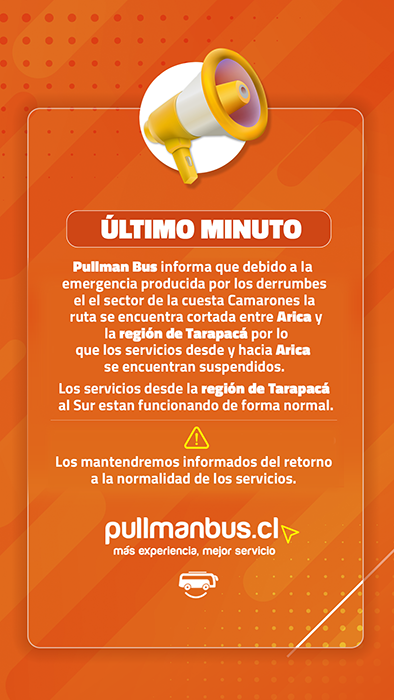 ÚLTIMO MINUTO
Pullman Bus informa que debido a la
emergencia producida por los derrumbes
el el sector de la cuesta Camarones la
ruta se encuentra cortada entre Arica y
la región de Tarapacá por lo
que los servicios desde y hacia Arica
se encuentran suspendidos.
Los servicios desde la región de Tarapacá
al Sur estan funcionando de forma normal.
Los mantendremos informados del retorno
a la normalidad de los servicios.
pullmanbus.cl
más experiencia, mejor servicio